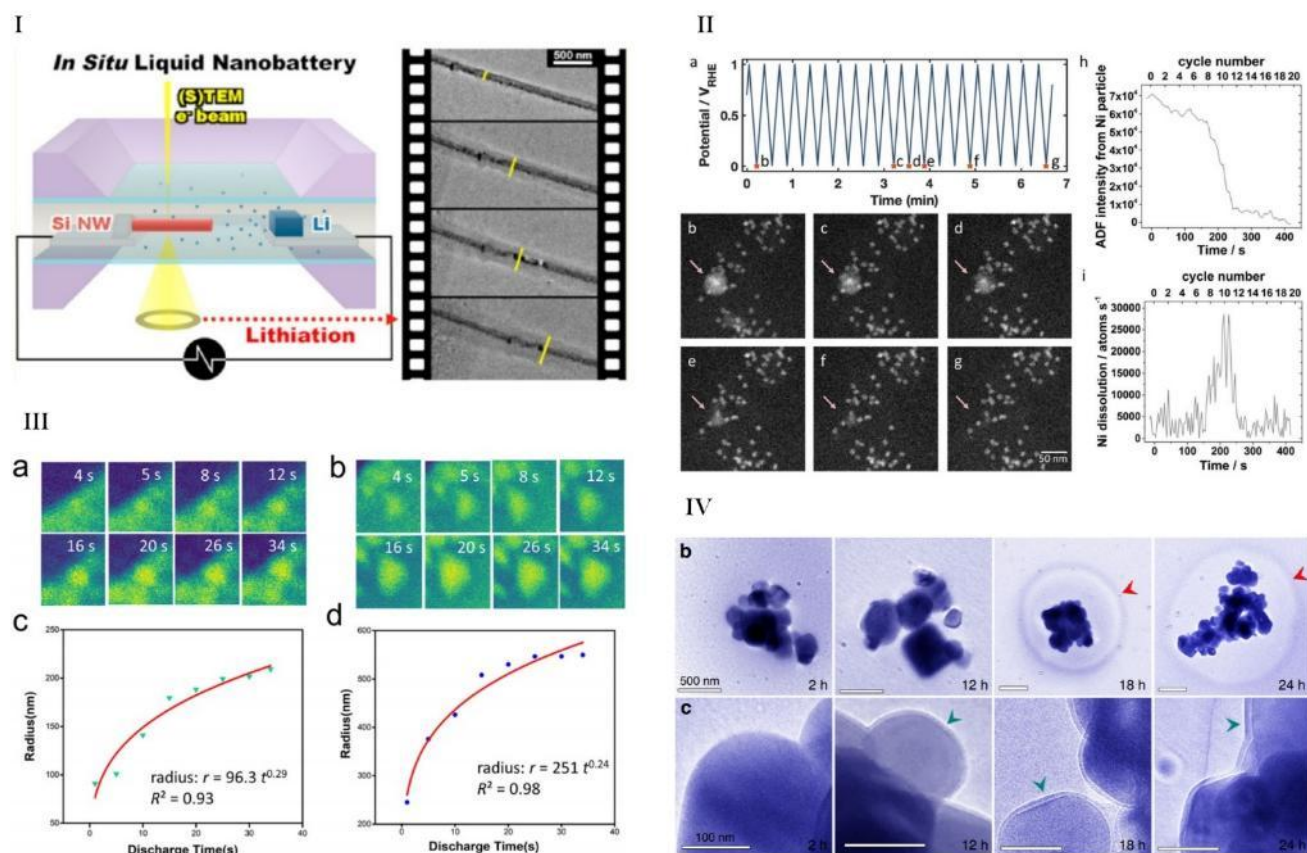 I
In Situ Liquid Nanobattery
(S)TEM
e- beam
Si NW
Li
Lithiation
500 nm
II
a
Potential / VRHE
1
0.5
0
b
c
d
e
f
g
0 1 2 3 4 5 6 7
Time (min)
b
c
d
e
f
g
50 nm
h
cycle number
0 2 4 6 8 10 12 14 16 18 20
ADF intensity from Ni particle
7x10⁴
6x10⁴
5x10⁴
4x10⁴
3x10⁴
2x10⁴
1x10⁴
0
0 100 200 300 400
Time / s
i
cycle number
0 2 4 6 8 10 12 14 16 18 20
Ni dissolution / atoms s⁻¹
30000
25000
20000
15000
10000
5000
0
0 100 200 300 400
Time / s
III
a
4 s 5 s 8 s 12 s
16 s 20 s 26 s 34 s
b
4 s 5 s 8 s 12 s
16 s 20 s 26 s 34 s
c
Radius(nm)
250
200
150
100
50
radius: r = 96.3 t^0.29
R² = 0.93
0 10 20 30 40
Discharge Time(s)
d
Radius(nm)
600
500
400
300
200
radius: r = 251 t^0.24
R² = 0.98
0 10 20 30 40
Discharge Time(s)
IV
b
500 nm
2 h
12 h
18 h
24 h
c
100 nm
2 h
12 h
18 h
24 h